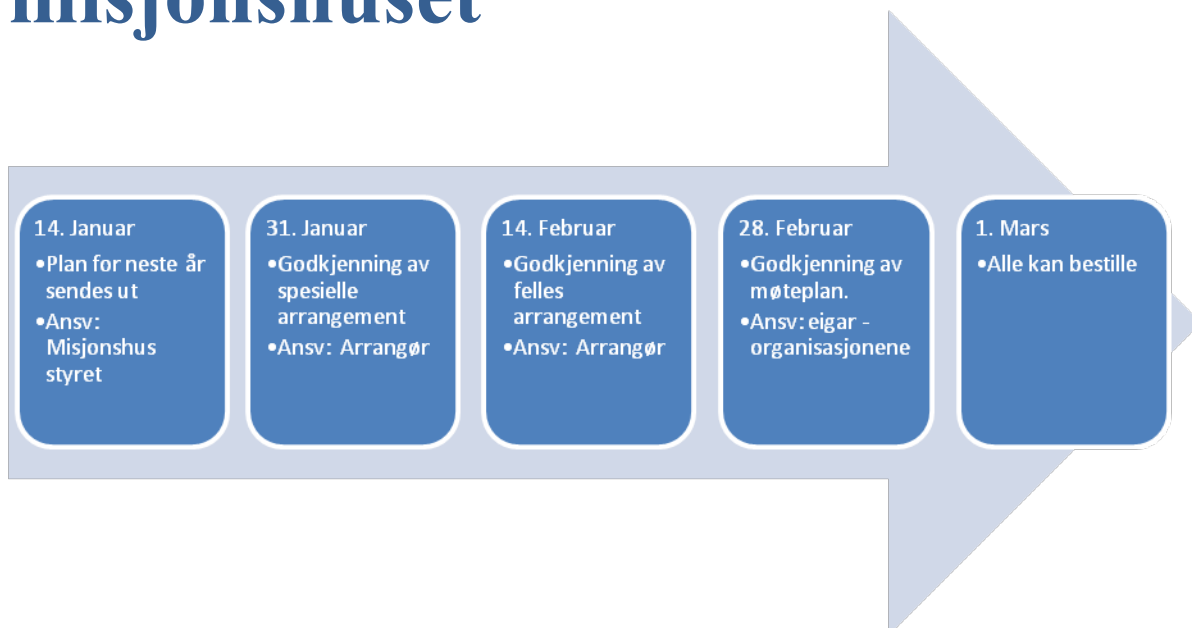 misjonshuset
14. Januar
•Plan for neste år
sendes ut
•Ansv:
Misjonshus
styret
31. Januar
•Godkjenning av
spesielle
arrangement
•Ansv: Arrangør
14. Februar
•Godkjenning av
felles
arrangement
•Ansv: Arrangør
28. Februar
•Godkjenning av
møteplan.
•Ansv: eigar -
organisasjonene
1. Mars
•Alle kan bestille